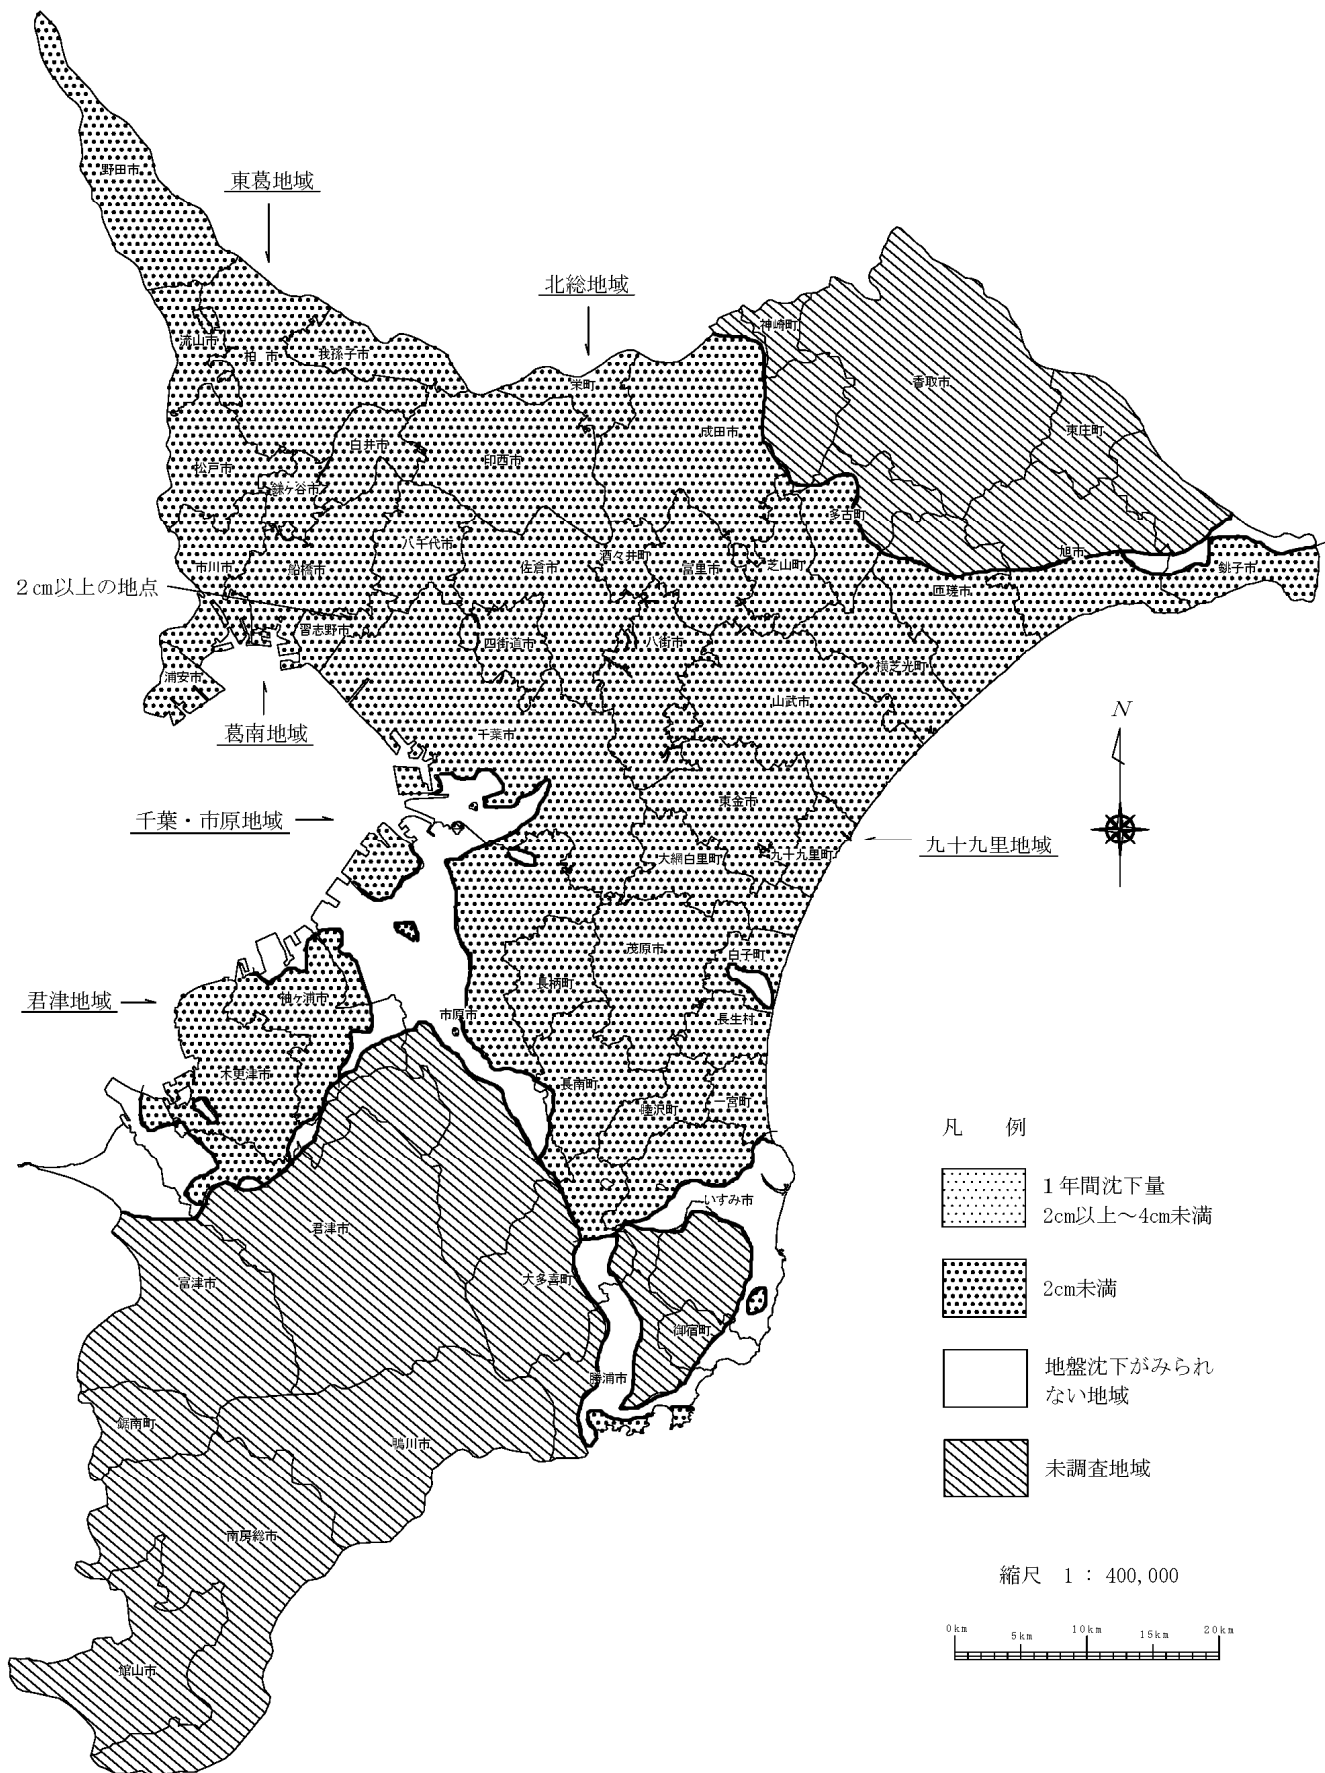 野田市
東葛地域
北総地域
神崎町
流山市
柏市
我孫子市
栄町
香取市
成田市
東庄町
白井市
印西市
松戸市
鎌ヶ谷市
多古町
八千代市
酒々井町
旭市
市川市
船橋市
佐倉市
富里市
芝山町
銚子市
2cm以上の地点
匝瑳市
習志野市
四街道市
八街市
横芝光町
浦安市
山武市
葛南地域
千葉市
N
東金市
千葉・市原地域
九十九里地域
大網白里町
九十九里町
茂原市
白子町
長柄町
君津地域
袖ヶ浦市
市原市
長生村
木更津市
長南町
睦沢町
一宮町
凡 例
1年間沈下量
2cm以上～4cm未満
いすみ市
君津市
富津市
大多喜町
2cm未満
御宿町
地盤沈下がみられ
ない地域
勝浦市
鋸南町
鴨川市
未調査地域
南房総市
縮尺 1 : 400,000
0km 5km 10km 15km 20km
館山市